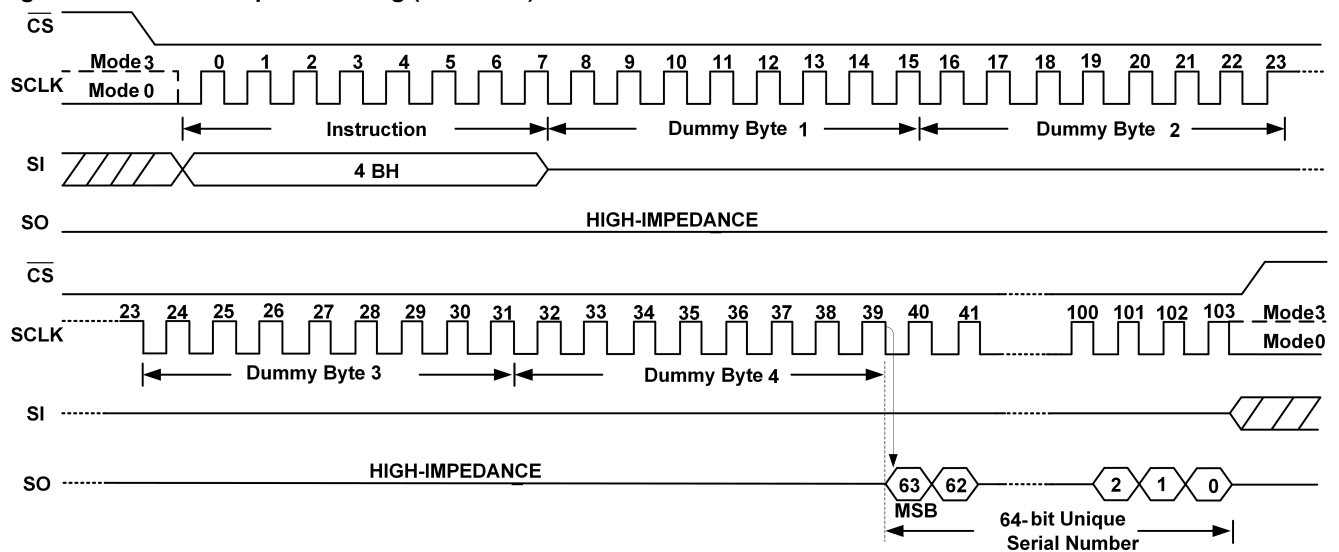 CS
Mode 3
0 1 2 3 4 5 6 7 8 9 10 11 12 13 14 15 16 17 18 19 20 21 22 23
SCLK
Mode 0
Instruction
Dummy Byte 1
Dummy Byte 2
SI
4 BH
SO
HIGH-IMPEDANCE
CS
23 24 25 26 27 28 29 30 31 32 33 34 35 36 37 38 39 40 41 100 101 102 103
Mode3
SCLK
Mode0
Dummy Byte 3
Dummy Byte 4
SI
SO
HIGH-IMPEDANCE
63 62 2 1 0
MSB
64-bit Unique
Serial Number